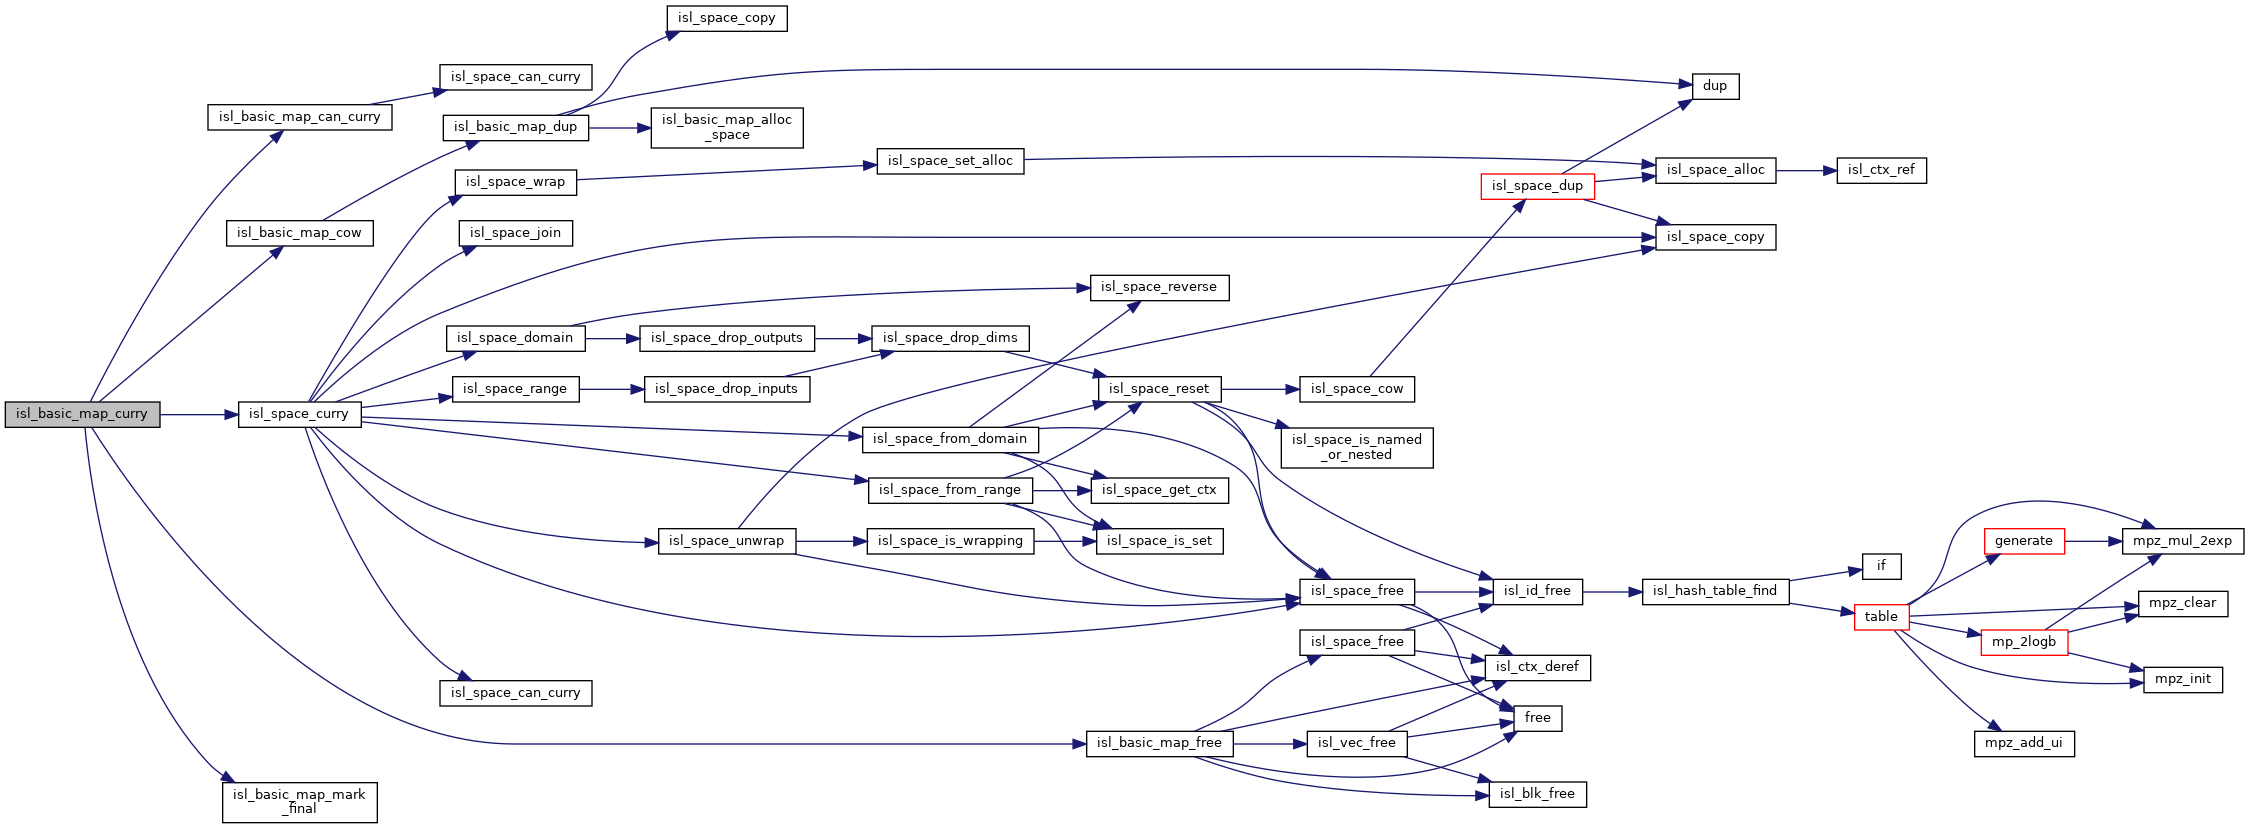 isl_space_copy
isl_space_can_curry
dup
isl_basic_map_can_curry
isl_basic_map_dup
isl_basic_map_alloc
_space
isl_space_set_alloc
isl_space_alloc
isl_ctx_ref
isl_space_wrap
isl_space_dup
isl_basic_map_cow
isl_space_join
isl_space_copy
isl_space_reverse
isl_space_domain
isl_space_drop_outputs
isl_space_drop_dims
isl_space_range
isl_space_drop_inputs
isl_space_reset
isl_space_cow
isl_basic_map_curry
isl_space_curry
isl_space_from_domain
isl_space_is_named
_or_nested
isl_space_from_range
isl_space_get_ctx
isl_space_unwrap
isl_space_is_wrapping
isl_space_is_set
generate
mpz_mul_2exp
if
isl_space_free
isl_id_free
isl_hash_table_find
mpz_clear
table
isl_space_free
mp_2logb
isl_ctx_deref
mpz_init
isl_space_can_curry
free
isl_basic_map_free
isl_vec_free
mpz_add_ui
isl_basic_map_mark
_final
isl_blk_free